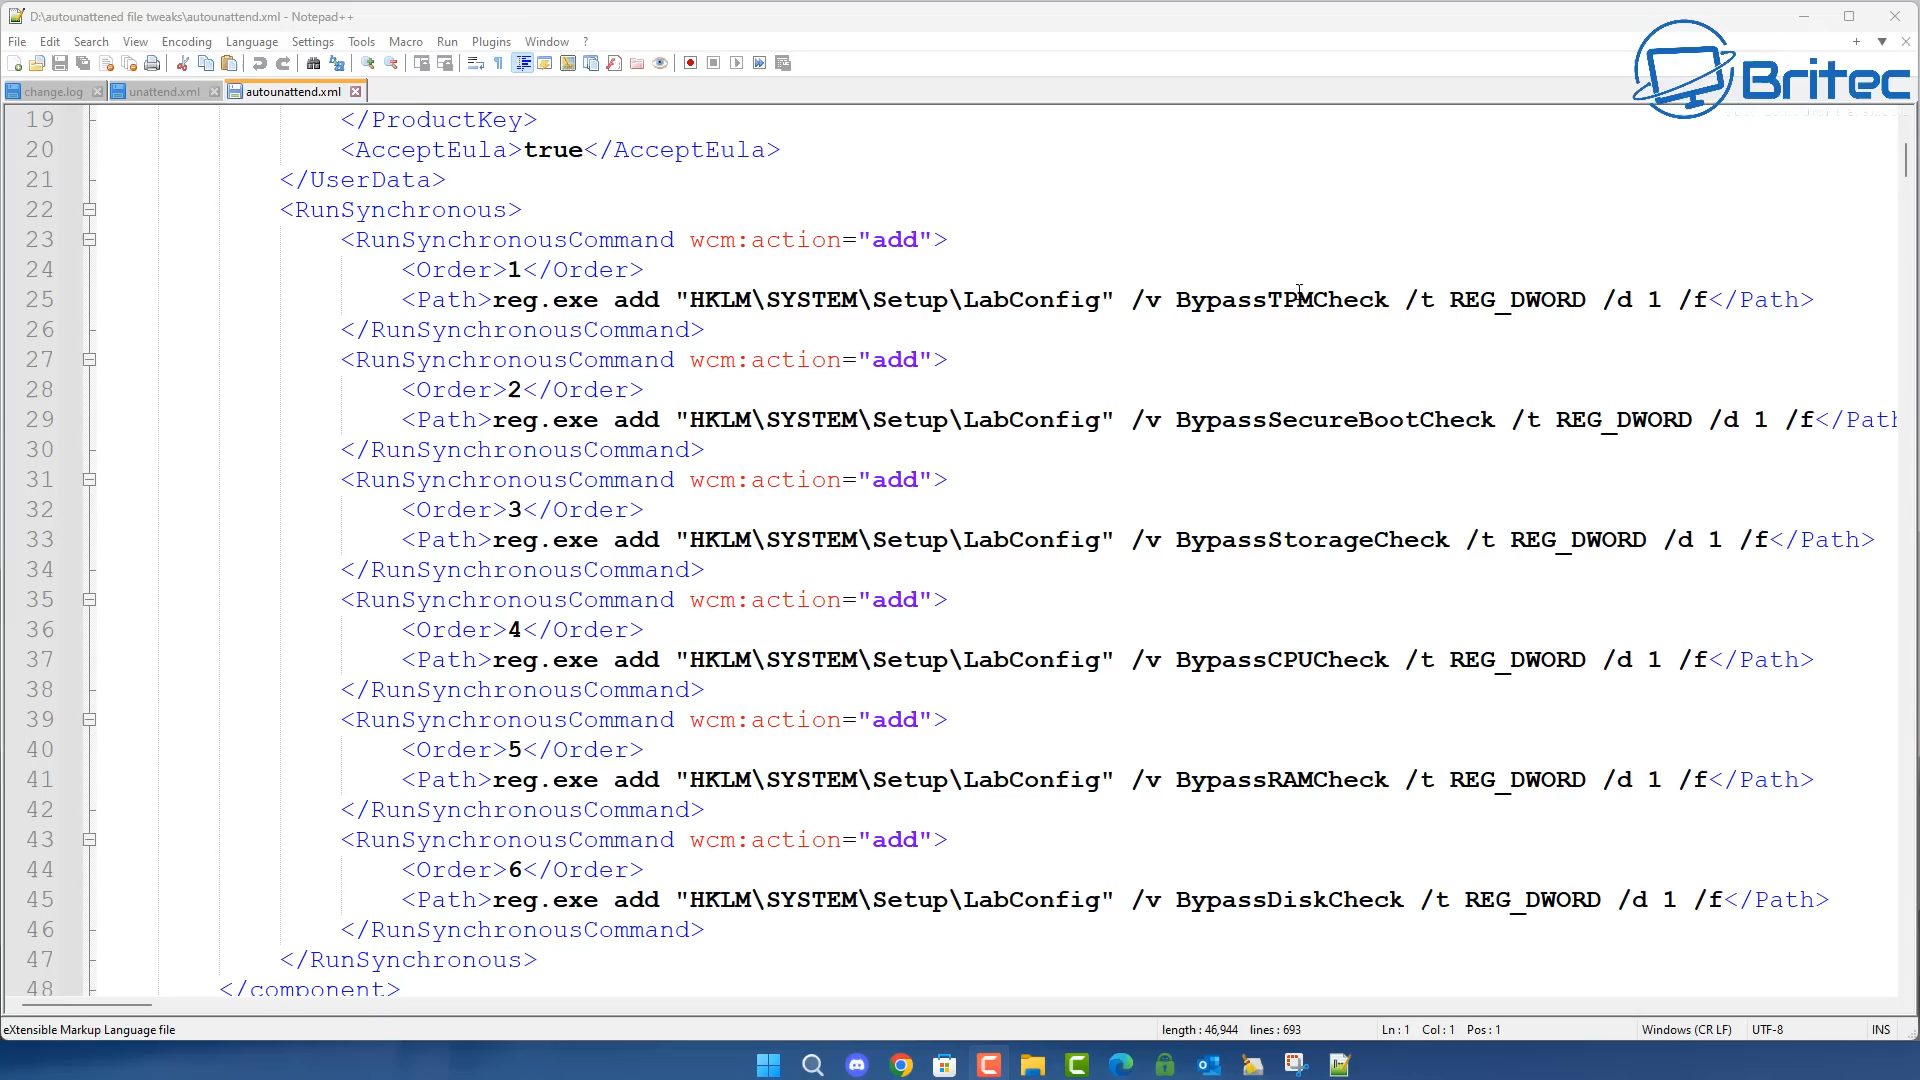 D:\autounattened file tweaks\autounattend.xml - Notepad++
File Edit Search View Encoding Language Settings Tools Macro Run Plugins Window ?
Britec
change.log unattend.xml autounattend.xml
19 </ProductKey>
20 <AcceptEula>true</AcceptEula>
21 </UserData>
22 <RunSynchronous>
23 <RunSynchronousCommand wcm:action="add">
24 <Order>1</Order>
25 <Path>reg.exe add "HKLM\SYSTEM\Setup\LabConfig" /v BypassTPMCheck /t REG_DWORD /d 1 /f</Path>
26 </RunSynchronousCommand>
27 <RunSynchronousCommand wcm:action="add">
28 <Order>2</Order>
29 <Path>reg.exe add "HKLM\SYSTEM\Setup\LabConfig" /v BypassSecureBootCheck /t REG_DWORD /d 1 /f</Path
30 </RunSynchronousCommand>
31 <RunSynchronousCommand wcm:action="add">
32 <Order>3</Order>
33 <Path>reg.exe add "HKLM\SYSTEM\Setup\LabConfig" /v BypassStorageCheck /t REG_DWORD /d 1 /f</Path>
34 </RunSynchronousCommand>
35 <RunSynchronousCommand wcm:action="add">
36 <Order>4</Order>
37 <Path>reg.exe add "HKLM\SYSTEM\Setup\LabConfig" /v BypassCPUCheck /t REG_DWORD /d 1 /f</Path>
38 </RunSynchronousCommand>
39 <RunSynchronousCommand wcm:action="add">
40 <Order>5</Order>
41 <Path>reg.exe add "HKLM\SYSTEM\Setup\LabConfig" /v BypassRAMCheck /t REG_DWORD /d 1 /f</Path>
42 </RunSynchronousCommand>
43 <RunSynchronousCommand wcm:action="add">
44 <Order>6</Order>
45 <Path>reg.exe add "HKLM\SYSTEM\Setup\LabConfig" /v BypassDiskCheck /t REG_DWORD /d 1 /f</Path>
46 </RunSynchronousCommand>
47 </RunSynchronous>
48 </component>
eXtensible Markup Language file length : 46,944 lines : 693 Ln : 1 Col : 1 Pos : 1 Windows (CR LF) UTF-8 INS